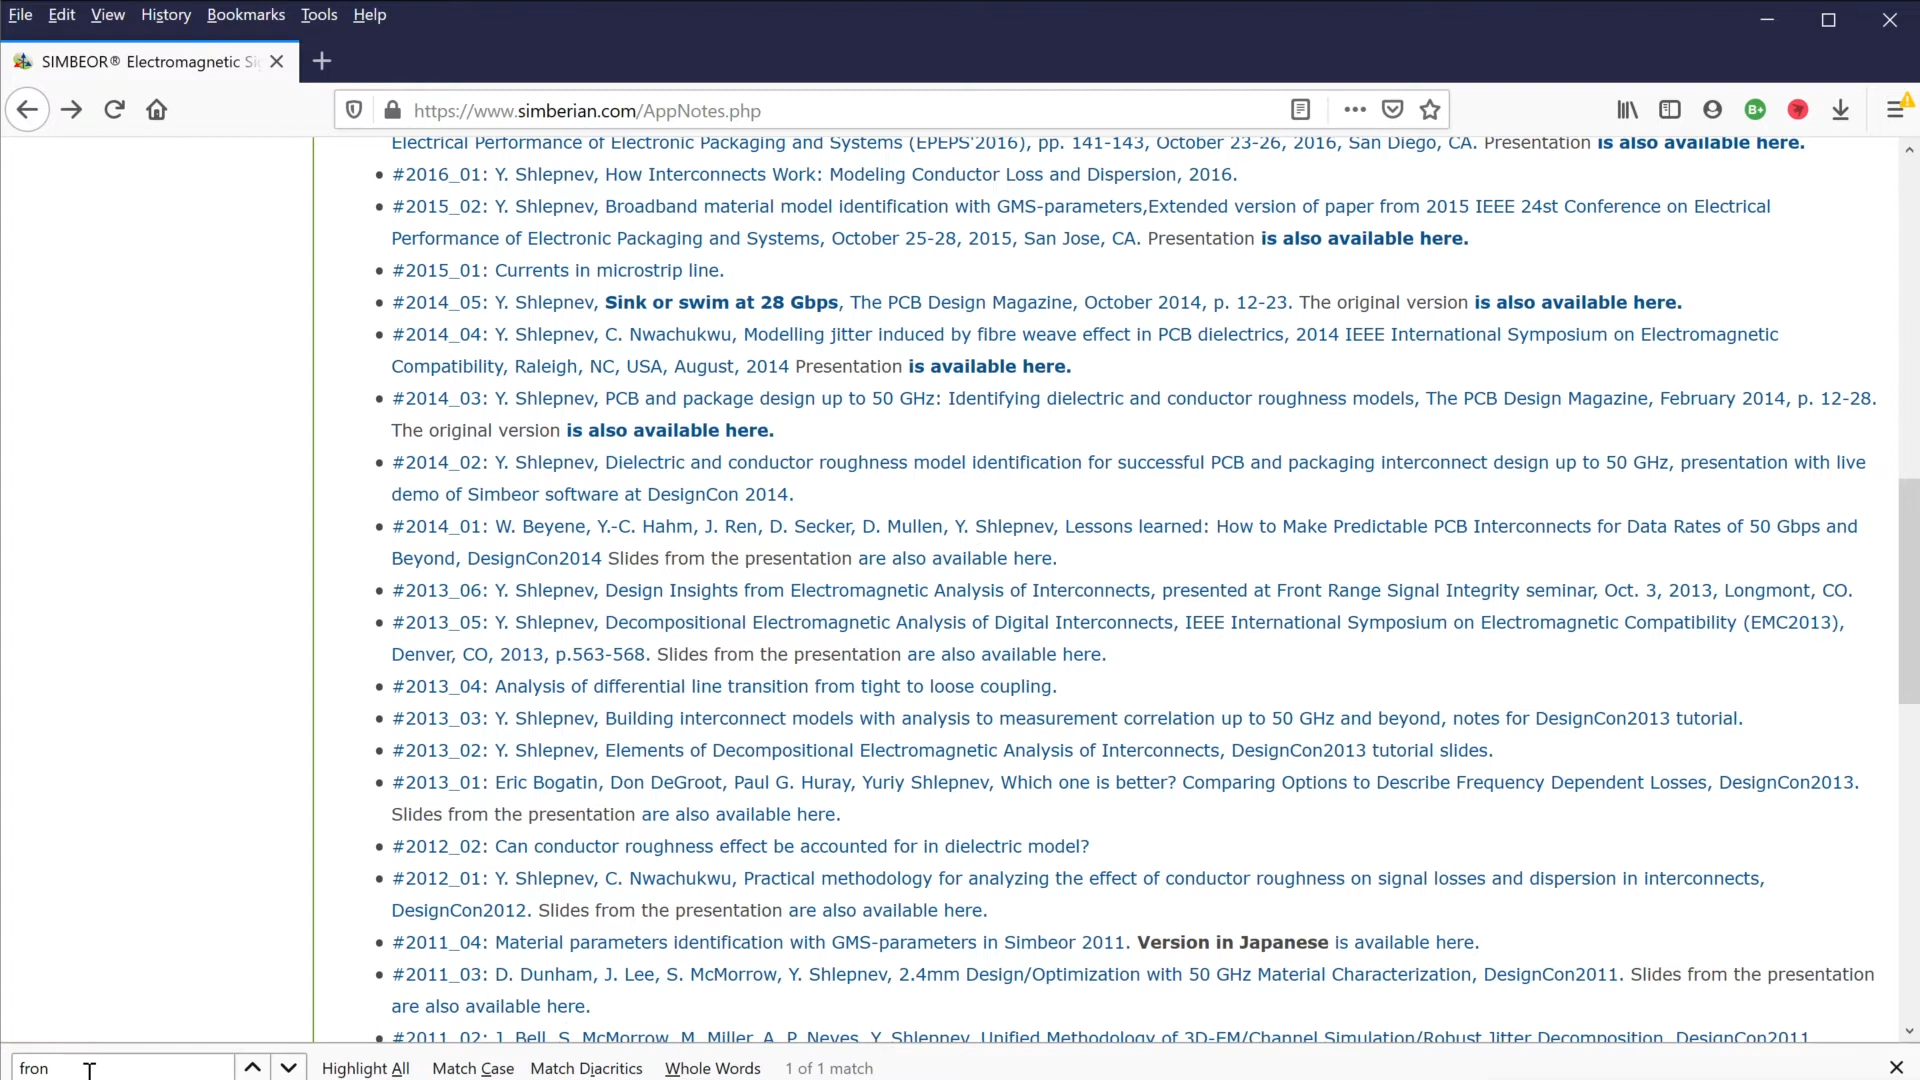 File Edit View History Bookmarks Tools Help
SIMBEOR® Electromagnetic Si
https://www.simberian.com/AppNotes.php
Electrical Performance of Electronic Packaging and Systems (EPEPS'2016), pp. 141-143, October 23-26, 2016, San Diego, CA. Presentation is also available here.
• #2016_01: Y. Shlepnev, How Interconnects Work: Modeling Conductor Loss and Dispersion, 2016.
• #2015_02: Y. Shlepnev, Broadband material model identification with GMS-parameters,Extended version of paper from 2015 IEEE 24st Conference on Electrical
Performance of Electronic Packaging and Systems, October 25-28, 2015, San Jose, CA. Presentation is also available here.
• #2015_01: Currents in microstrip line.
• #2014_05: Y. Shlepnev, Sink or swim at 28 Gbps, The PCB Design Magazine, October 2014, p. 12-23. The original version is also available here.
• #2014_04: Y. Shlepnev, C. Nwachukwu, Modelling jitter induced by fibre weave effect in PCB dielectrics, 2014 IEEE International Symposium on Electromagnetic
Compatibility, Raleigh, NC, USA, August, 2014 Presentation is available here.
• #2014_03: Y. Shlepnev, PCB and package design up to 50 GHz: Identifying dielectric and conductor roughness models, The PCB Design Magazine, February 2014, p. 12-28.
The original version is also available here.
• #2014_02: Y. Shlepnev, Dielectric and conductor roughness model identification for successful PCB and packaging interconnect design up to 50 GHz, presentation with live
demo of Simbeor software at DesignCon 2014.
• #2014_01: W. Beyene, Y.-C. Hahm, J. Ren, D. Secker, D. Mullen, Y. Shlepnev, Lessons learned: How to Make Predictable PCB Interconnects for Data Rates of 50 Gbps and
Beyond, DesignCon2014 Slides from the presentation are also available here.
• #2013_06: Y. Shlepnev, Design Insights from Electromagnetic Analysis of Interconnects, presented at Front Range Signal Integrity seminar, Oct. 3, 2013, Longmont, CO.
• #2013_05: Y. Shlepnev, Decompositional Electromagnetic Analysis of Digital Interconnects, IEEE International Symposium on Electromagnetic Compatibility (EMC2013),
Denver, CO, 2013, p.563-568. Slides from the presentation are also available here.
• #2013_04: Analysis of differential line transition from tight to loose coupling.
• #2013_03: Y. Shlepnev, Building interconnect models with analysis to measurement correlation up to 50 GHz and beyond, notes for DesignCon2013 tutorial.
• #2013_02: Y. Shlepnev, Elements of Decompositional Electromagnetic Analysis of Interconnects, DesignCon2013 tutorial slides.
• #2013_01: Eric Bogatin, Don DeGroot, Paul G. Huray, Yuriy Shlepnev, Which one is better? Comparing Options to Describe Frequency Dependent Losses, DesignCon2013.
Slides from the presentation are also available here.
• #2012_02: Can conductor roughness effect be accounted for in dielectric model?
• #2012_01: Y. Shlepnev, C. Nwachukwu, Practical methodology for analyzing the effect of conductor roughness on signal losses and dispersion in interconnects,
DesignCon2012. Slides from the presentation are also available here.
• #2011_04: Material parameters identification with GMS-parameters in Simbeor 2011. Version in Japanese is available here.
• #2011_03: D. Dunham, J. Lee, S. McMorrow, Y. Shlepnev, 2.4mm Design/Optimization with 50 GHz Material Characterization, DesignCon2011. Slides from the presentation
are also available here.
• #2011_02: J. Bell, S. McMorrow, M. Miller, A. P. Neves, Y. Shlepnev, Unified Methodology of 3D-EM/Channel Simulation/Robust Jitter Decomposition, DesignCon2011
fron Highlight All Match Case Match Diacritics Whole Words 1 of 1 match